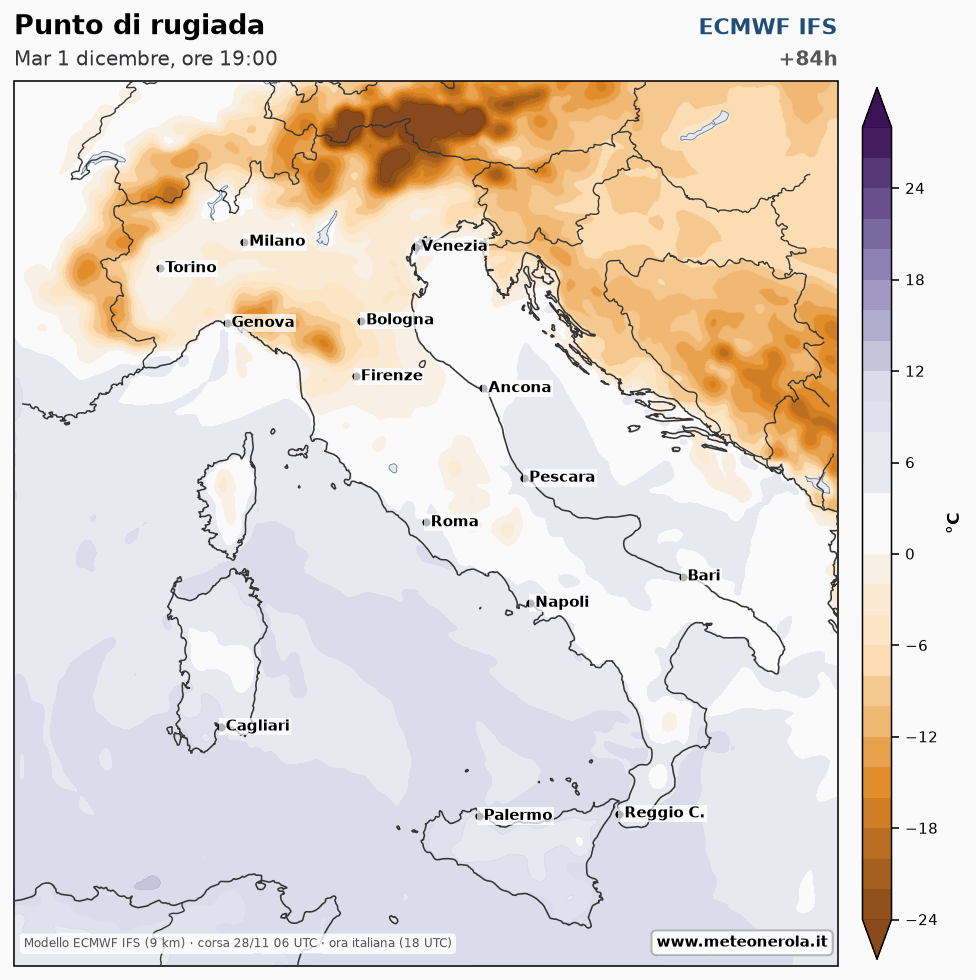 Punto di rugiada
ECMWF IFS
Mar 1 dicembre, ore 19:00
+84h
Milano
Venezia
Torino
Genova
Bologna
Firenze
Ancona
Pescara
Roma
Bari
Napoli
Cagliari
Palermo
Reggio C.
24
18
12
6
0
−6
−12
−18
−24
°C
Modello ECMWF IFS (9 km) · corsa 28/11 06 UTC · ora italiana (18 UTC)
www.meteonerola.it